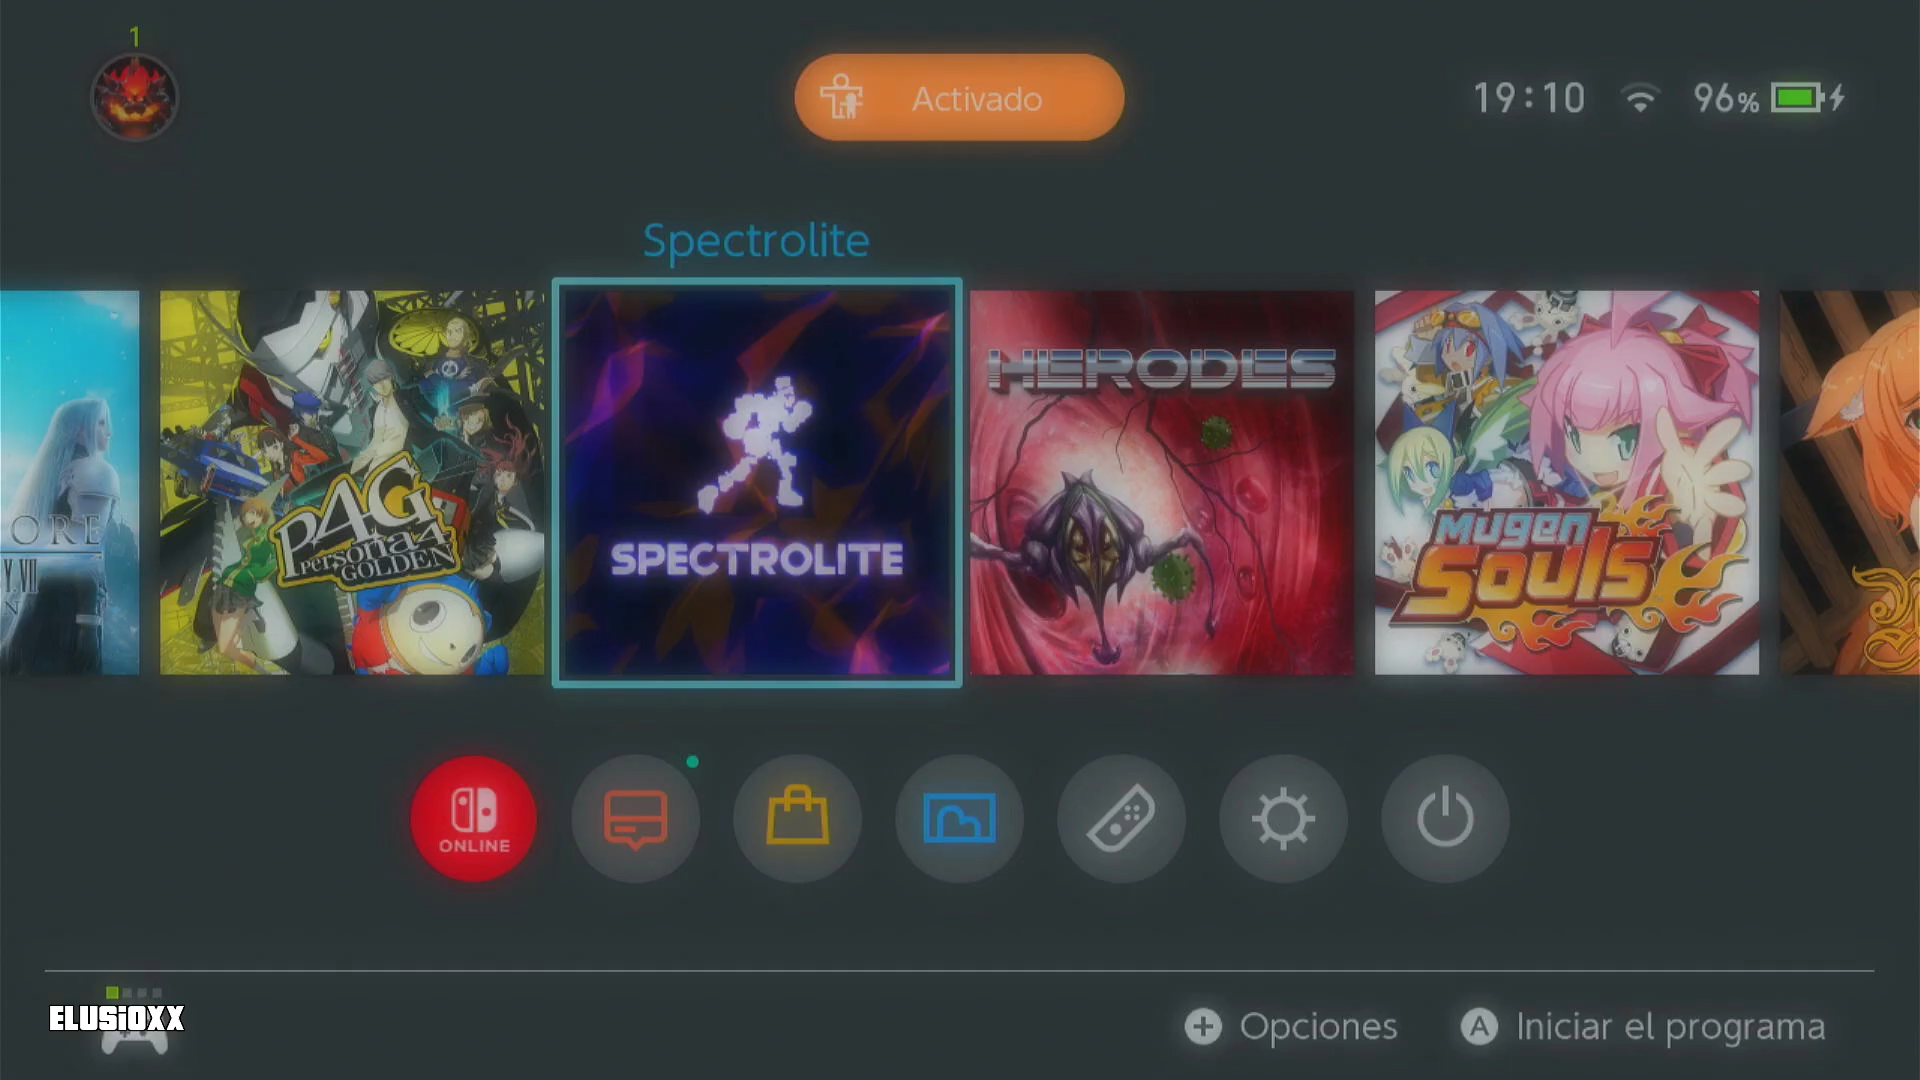 1
Activado
19:10
96%
Spectrolite
ORE
VII
P4G
Persona4
GOLDEN
SPECTROLITE
HERODES
Mugen
Souls
ONLINE
ELUSiOXX
+ Opciones
A Iniciar el programa